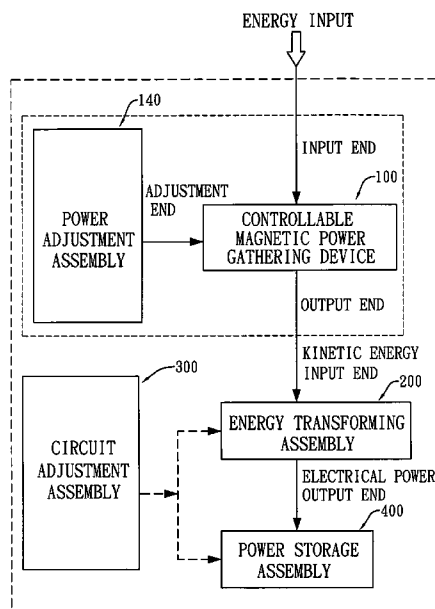 ENERGY INPUT
140
INPUT END
100
POWER
ADJUSTMENT
ASSEMBLY
ADJUSTMENT
END
CONTROLLABLE
MAGNETIC POWER
GATHERING DEVICE
OUTPUT END
KINETIC ENERGY
INPUT END
300
200
CIRCUIT
ADJUSTMENT
ASSEMBLY
ENERGY TRANSFORMING
ASSEMBLY
ELECTRICAL POWER
OUTPUT END
400
POWER STORAGE
ASSEMBLY